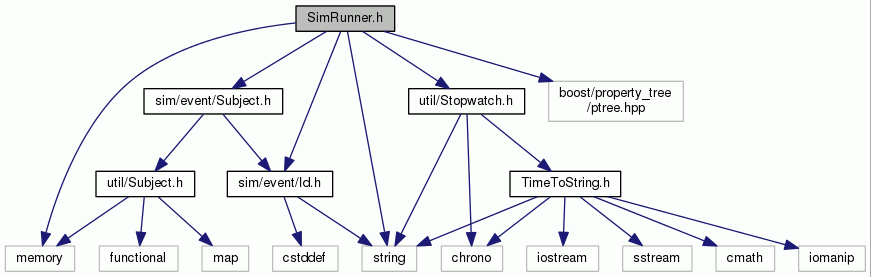 SimRunner.h
sim/event/Subject.h
util/Stopwatch.h
boost/property_tree
/ptree.hpp
util/Subject.h
sim/event/Id.h
TimeToString.h
memory
functional
map
cstddef
string
chrono
iostream
sstream
cmath
iomanip